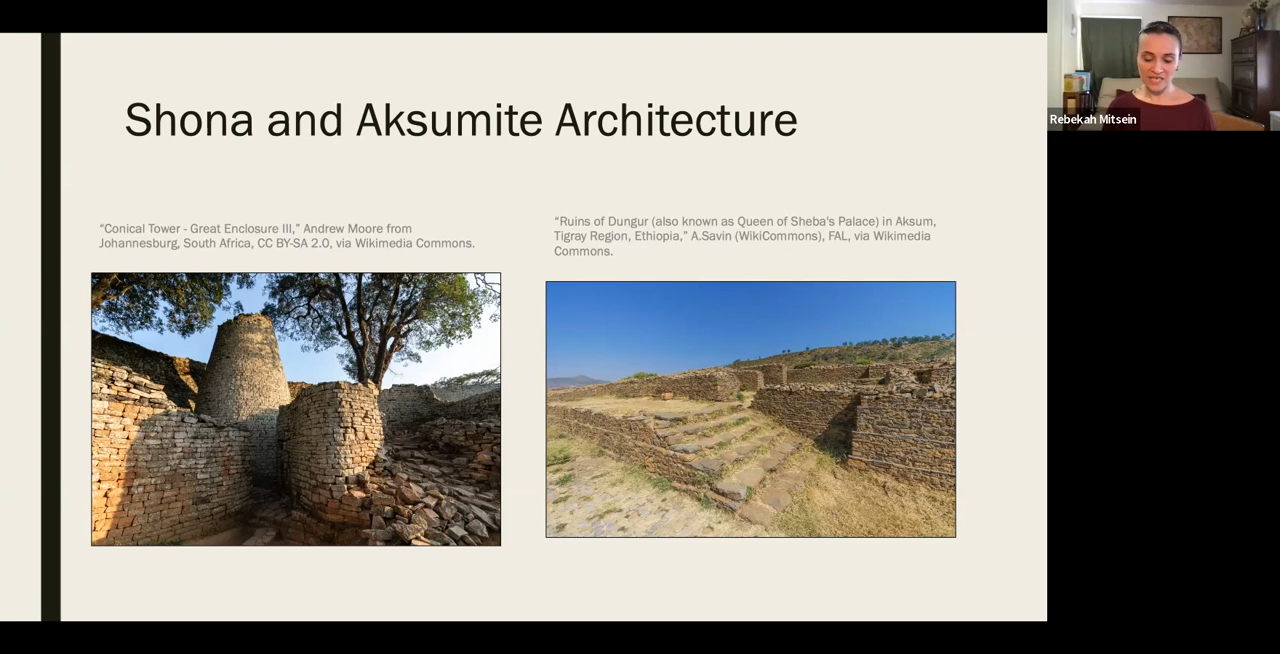 Shona and Aksumite Architecture
“Conical Tower - Great Enclosure III,” Andrew Moore from
Johannesburg, South Africa, CC BY-SA 2.0, via Wikimedia Commons.
“Ruins of Dungur (also known as Queen of Sheba's Palace) in Aksum,
Tigray Region, Ethiopia,” A.Savin (WikiCommons), FAL, via Wikimedia
Commons.
Rebekah Mitsein